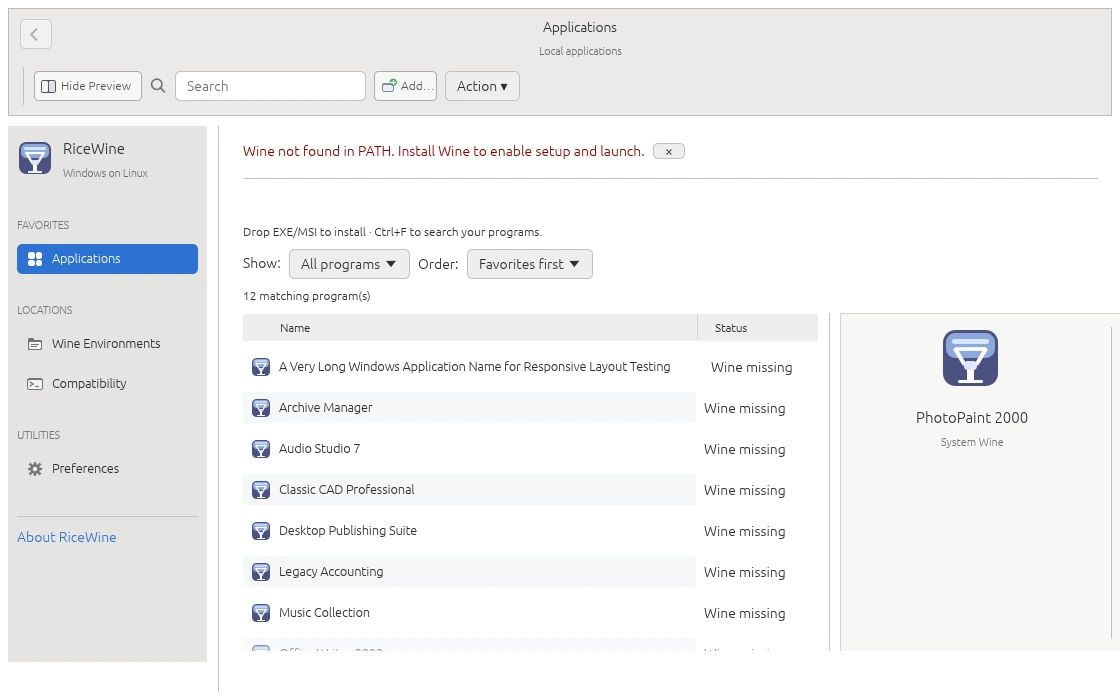 Applications
Local applications
Hide Preview
Search
Add...
Action ▾
RiceWine
Windows on Linux
FAVORITES
Applications
LOCATIONS
Wine Environments
Compatibility
UTILITIES
Preferences
About RiceWine
Wine not found in PATH. Install Wine to enable setup and launch. ×
Drop EXE/MSI to install · Ctrl+F to search your programs.
Show: All programs ▼ Order: Favorites first ▼
12 matching program(s)
Name Status
A Very Long Windows Application Name for Responsive Layout Testing Wine missing
Archive Manager Wine missing
Audio Studio 7 Wine missing
Classic CAD Professional Wine missing
Desktop Publishing Suite Wine missing
Legacy Accounting Wine missing
Music Collection Wine missing
PhotoPaint 2000
System Wine